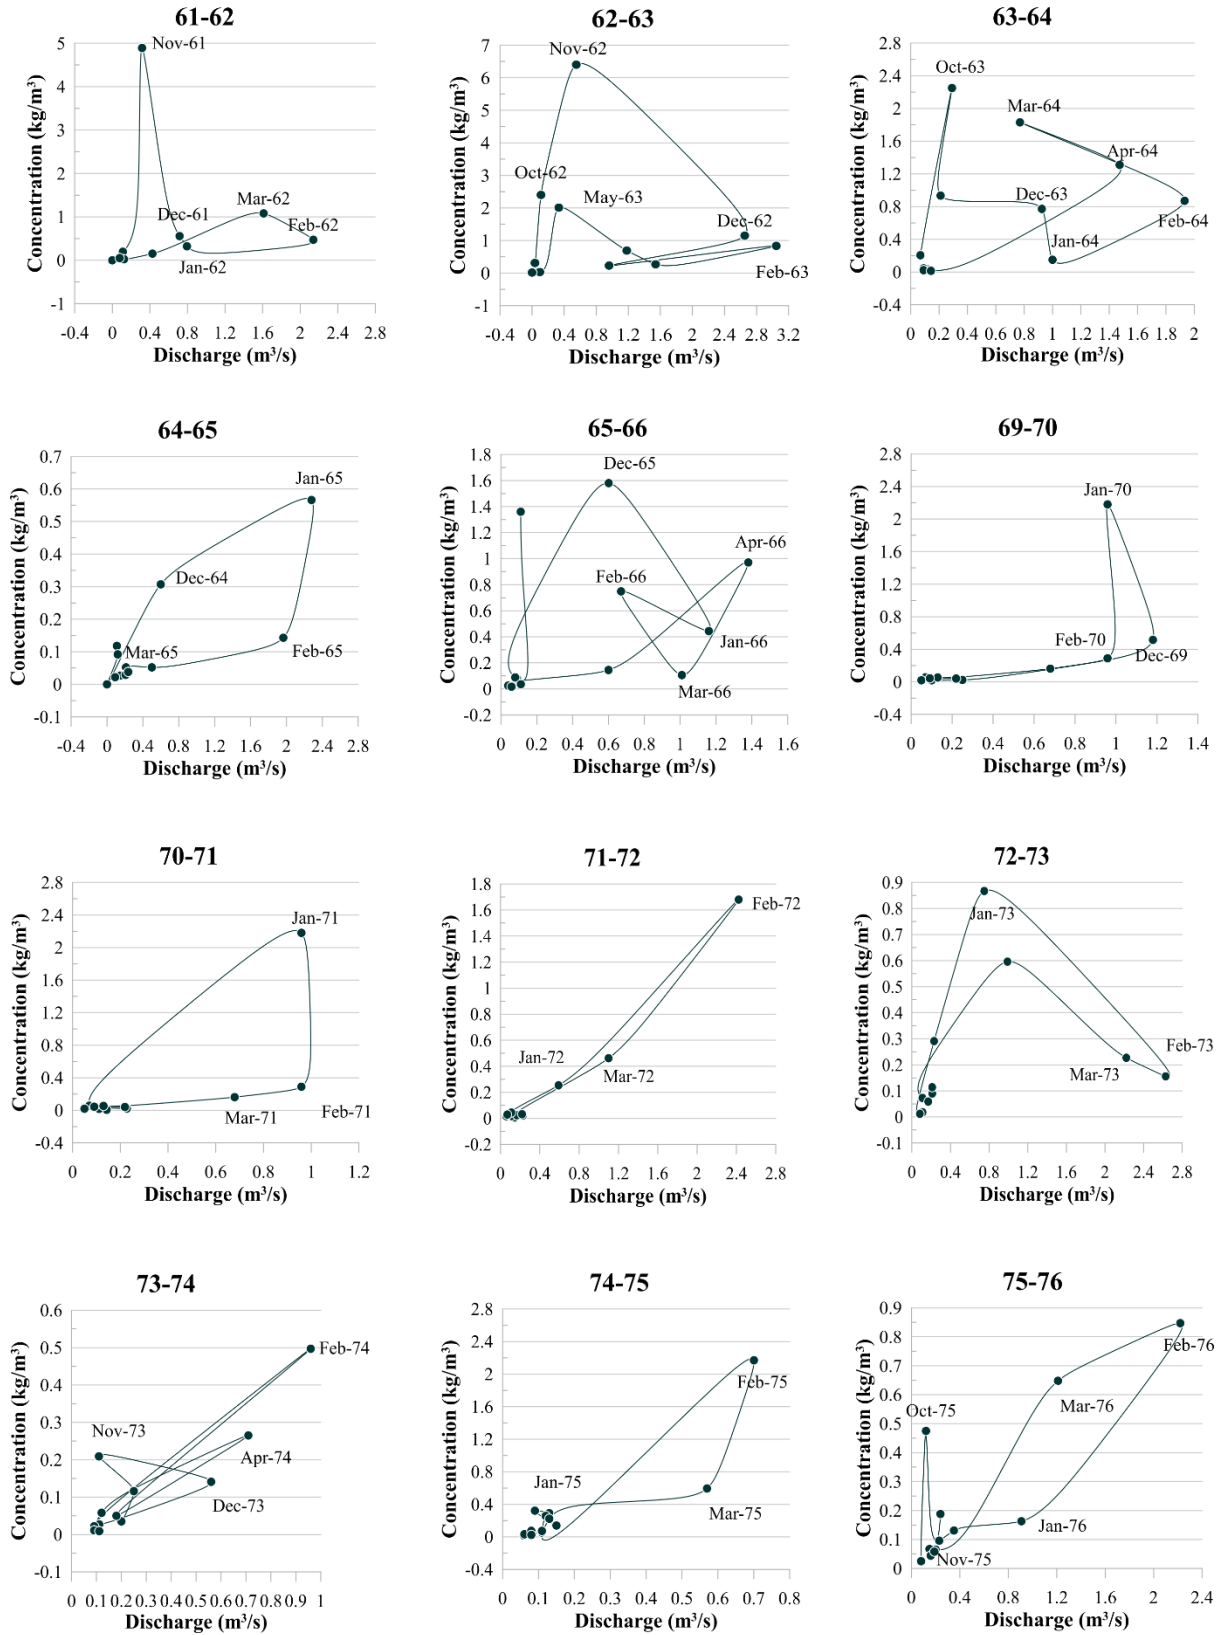 61-62
Concentration (kg/m³)
5
4
3
2
1
0
-1
Nov-61
Dec-61
Jan-62
Mar-62
Feb-62
-0.4 0 0.4 0.8 1.2 1.6 2 2.4 2.8
Discharge (m³/s)
62-63
Concentration (kg/m³)
7
6
5
4
3
2
1
0
-1
Nov-62
Oct-62
May-63
Dec-62
Feb-63
-0.4 0 0.4 0.8 1.2 1.6 2 2.4 2.8 3.2
Discharge (m³/s)
63-64
Concentration (kg/m³)
2.8
2.4
2
1.6
1.2
0.8
0.4
0
-0.4
Oct-63
Mar-64
Apr-64
Dec-63
Feb-64
Jan-64
0 0.2 0.4 0.6 0.8 1 1.2 1.4 1.6 1.8 2
Discharge (m³/s)
64-65
Concentration (kg/m³)
0.7
0.6
0.5
0.4
0.3
0.2
0.1
0
-0.1
Jan-65
Dec-64
Mar-65
Feb-65
-0.4 0 0.4 0.8 1.2 1.6 2 2.4 2.8
Discharge (m³/s)
65-66
Concentration (kg/m³)
1.8
1.6
1.4
1.2
1
0.8
0.6
0.4
0.2
0
-0.2
Dec-65
Apr-66
Feb-66
Jan-66
Mar-66
0 0.2 0.4 0.6 0.8 1 1.2 1.4 1.6
Discharge (m³/s)
69-70
Concentration (kg/m³)
2.8
2.4
2
1.6
1.2
0.8
0.4
0
-0.4
Jan-70
Feb-70
Dec-69
0 0.2 0.4 0.6 0.8 1 1.2 1.4
Discharge (m³/s)
70-71
Concentration (kg/m³)
2.8
2.4
2
1.6
1.2
0.8
0.4
0
-0.4
Jan-71
Mar-71
Feb-71
0 0.2 0.4 0.6 0.8 1 1.2
Discharge (m³/s)
71-72
Concentration (kg/m³)
1.8
1.6
1.4
1.2
1
0.8
0.6
0.4
0.2
0
-0.2
Feb-72
Jan-72
Mar-72
0 0.4 0.8 1.2 1.6 2 2.4 2.8
Discharge (m³/s)
72-73
Concentration (kg/m³)
0.9
0.8
0.7
0.6
0.5
0.4
0.3
0.2
0.1
0
-0.1
Jan-73
Feb-73
Mar-73
0 0.4 0.8 1.2 1.6 2 2.4 2.8
Discharge (m³/s)
73-74
Concentration (kg/m³)
0.6
0.5
0.4
0.3
0.2
0.1
0
-0.1
Feb-74
Nov-73
Apr-74
Dec-73
0 0.1 0.2 0.3 0.4 0.5 0.6 0.7 0.8 0.9 1
Discharge (m³/s)
74-75
Concentration (kg/m³)
2.8
2.4
2
1.6
1.2
0.8
0.4
0
-0.4
Feb-75
Jan-75
Mar-75
0 0.1 0.2 0.3 0.4 0.5 0.6 0.7 0.8
Discharge (m³/s)
75-76
Concentration (kg/m³)
0.9
0.8
0.7
0.6
0.5
0.4
0.3
0.2
0.1
0
Feb-76
Mar-76
Oct-75
Jan-76
Nov-75
0 0.4 0.8 1.2 1.6 2 2.4
Discharge (m³/s)